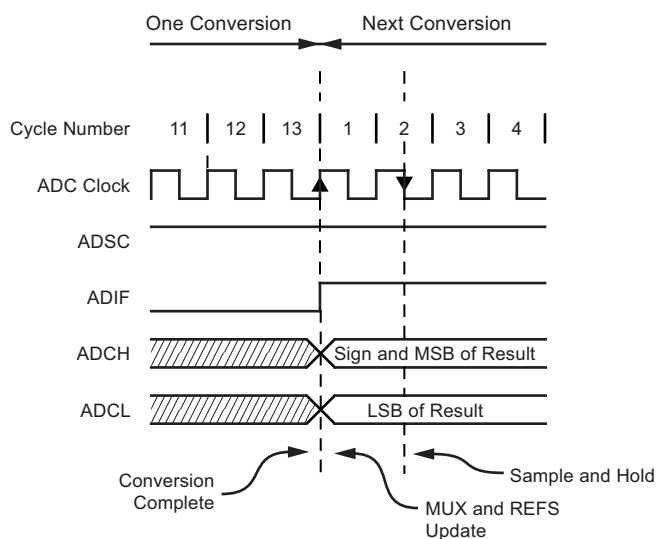 One Conversion Next Conversion
Cycle Number 11 12 13 1 2 3 4
ADC Clock
ADSC
ADIF
ADCH Sign and MSB of Result
ADCL LSB of Result
Conversion
Complete
MUX and REFS
Update
Sample and Hold